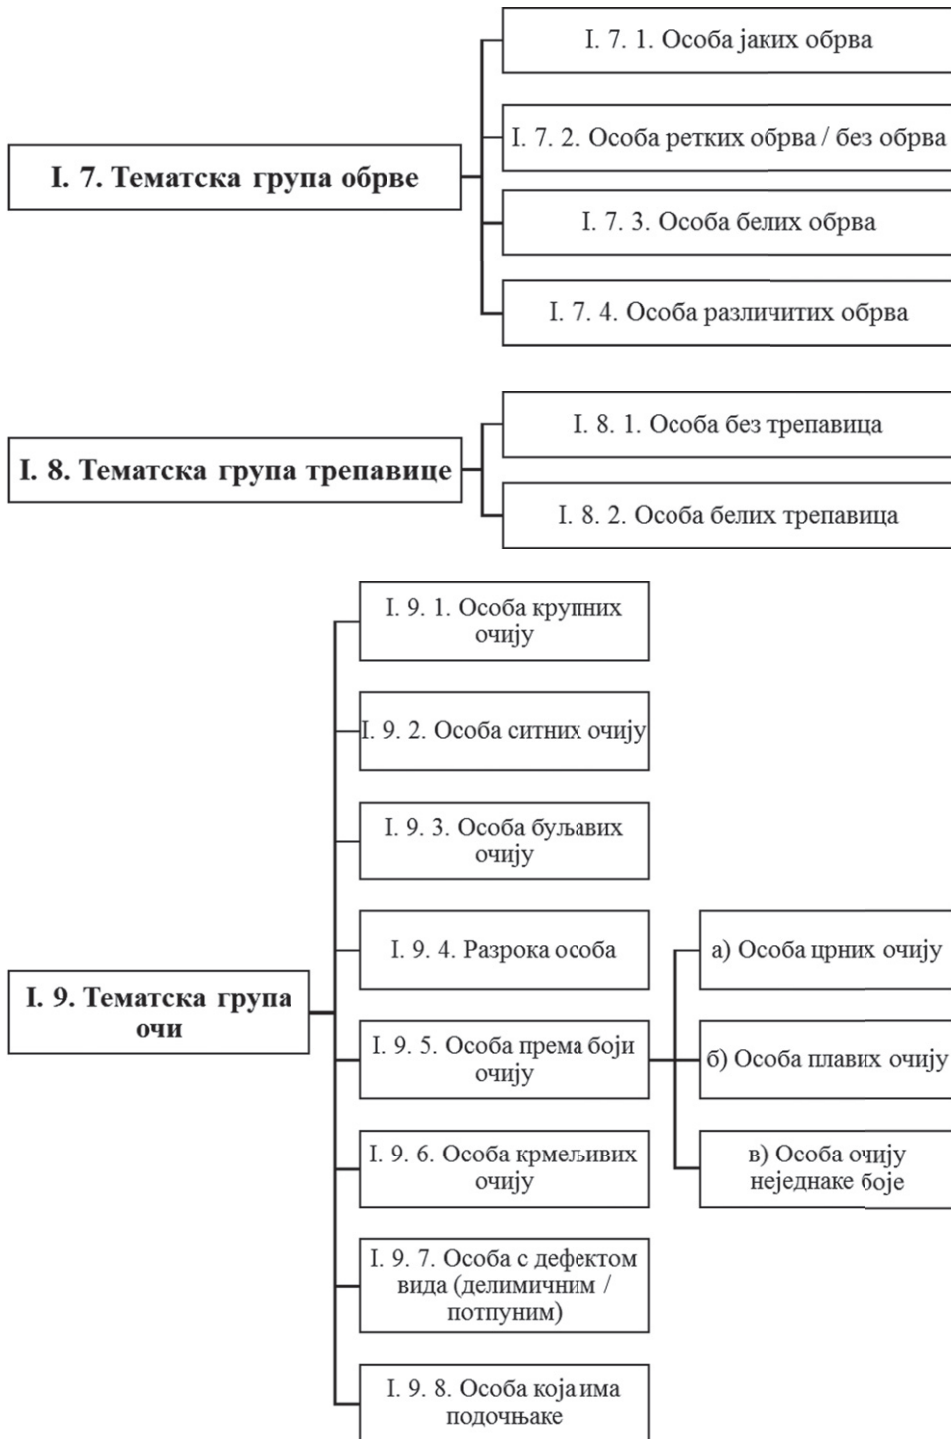 I. 7. Тематска група обрве
I. 7. 1. Особа јаких обрва
I. 7. 2. Особа ретких обрва / без обрва
I. 7. 3. Особа белих обрва
I. 7. 4. Особа различитих обрва
I. 8. Тематска група трепавице
I. 8. 1. Особа без трепавица
I. 8. 2. Особа белих трепавица
I. 9. Тематска група
очи
I. 9. 1. Особа крупних
очију
I. 9. 2. Особа ситних очију
I. 9. 3. Особа буљавих
очију
I. 9. 4. Разрока особа
I. 9. 5. Особа према боји
очију
а) Особа црних очију
б) Особа плавих очију
в) Особа очију
неједнаке боје
I. 9. 6. Особа крмељивих
очију
I. 9. 7. Особа с дефектом
вида (делимичним /
потпуним)
I. 9. 8. Особа која има
подочњаке